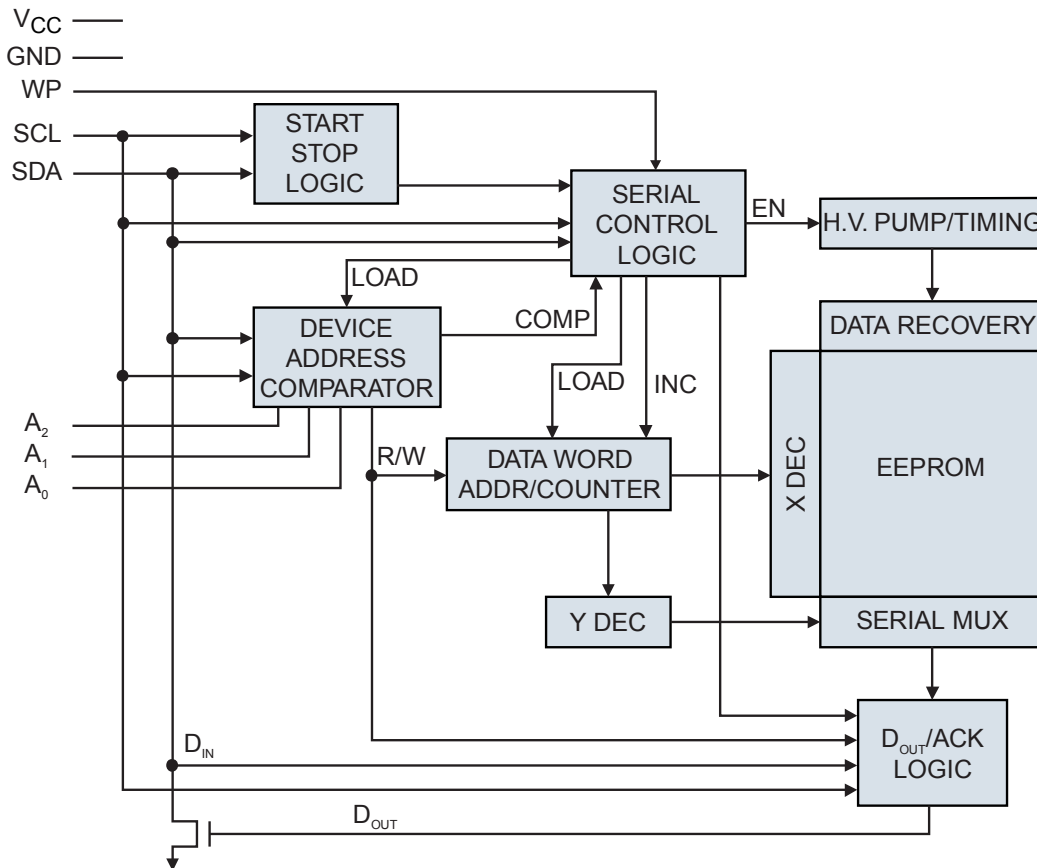 VCC
GND
WP
SCL
SDA
START
STOP
LOGIC
SERIAL
CONTROL
LOGIC
EN
H.V. PUMP/TIMING
LOAD
COMP
DEVICE
ADDRESS
COMPARATOR
DATA RECOVERY
LOAD
INC
A2
A1
A0
R/W
DATA WORD
ADDR/COUNTER
X DEC
EEPROM
Y DEC
SERIAL MUX
DIN
DOUT/ACK
LOGIC
DOUT